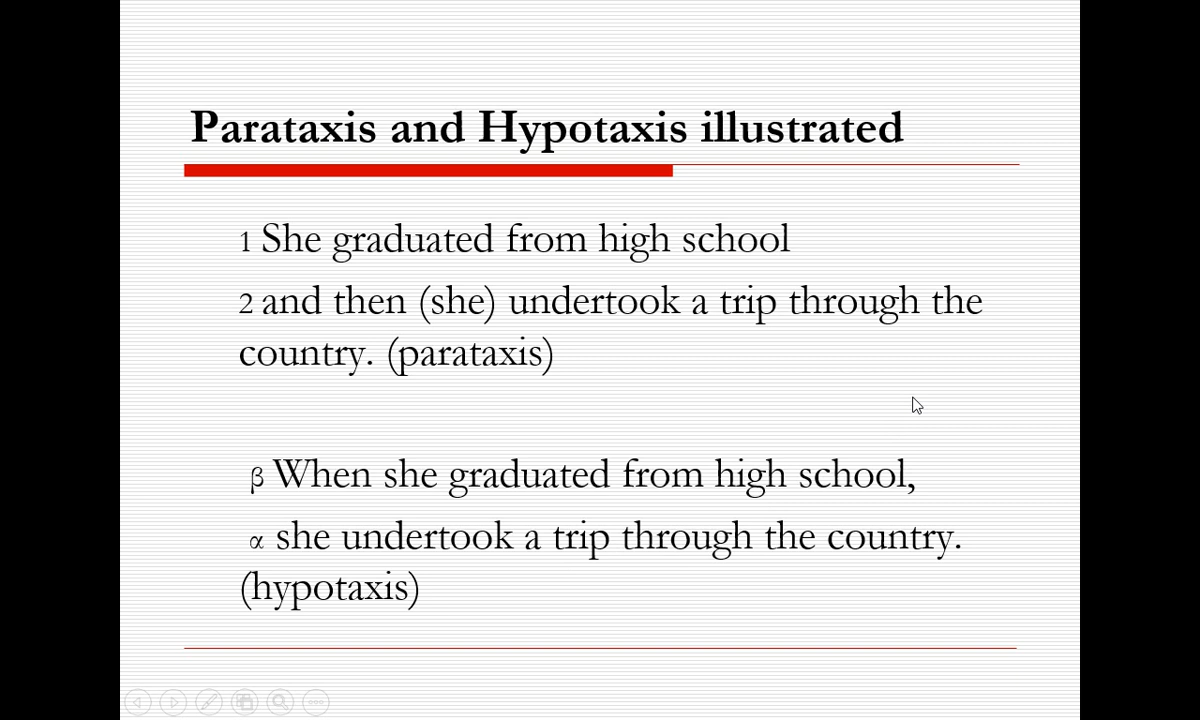 Parataxis and Hypotaxis illustrated
1 She graduated from high school
2 and then (she) undertook a trip through the
country. (parataxis)
β When she graduated from high school,
α she undertook a trip through the country.
(hypotaxis)